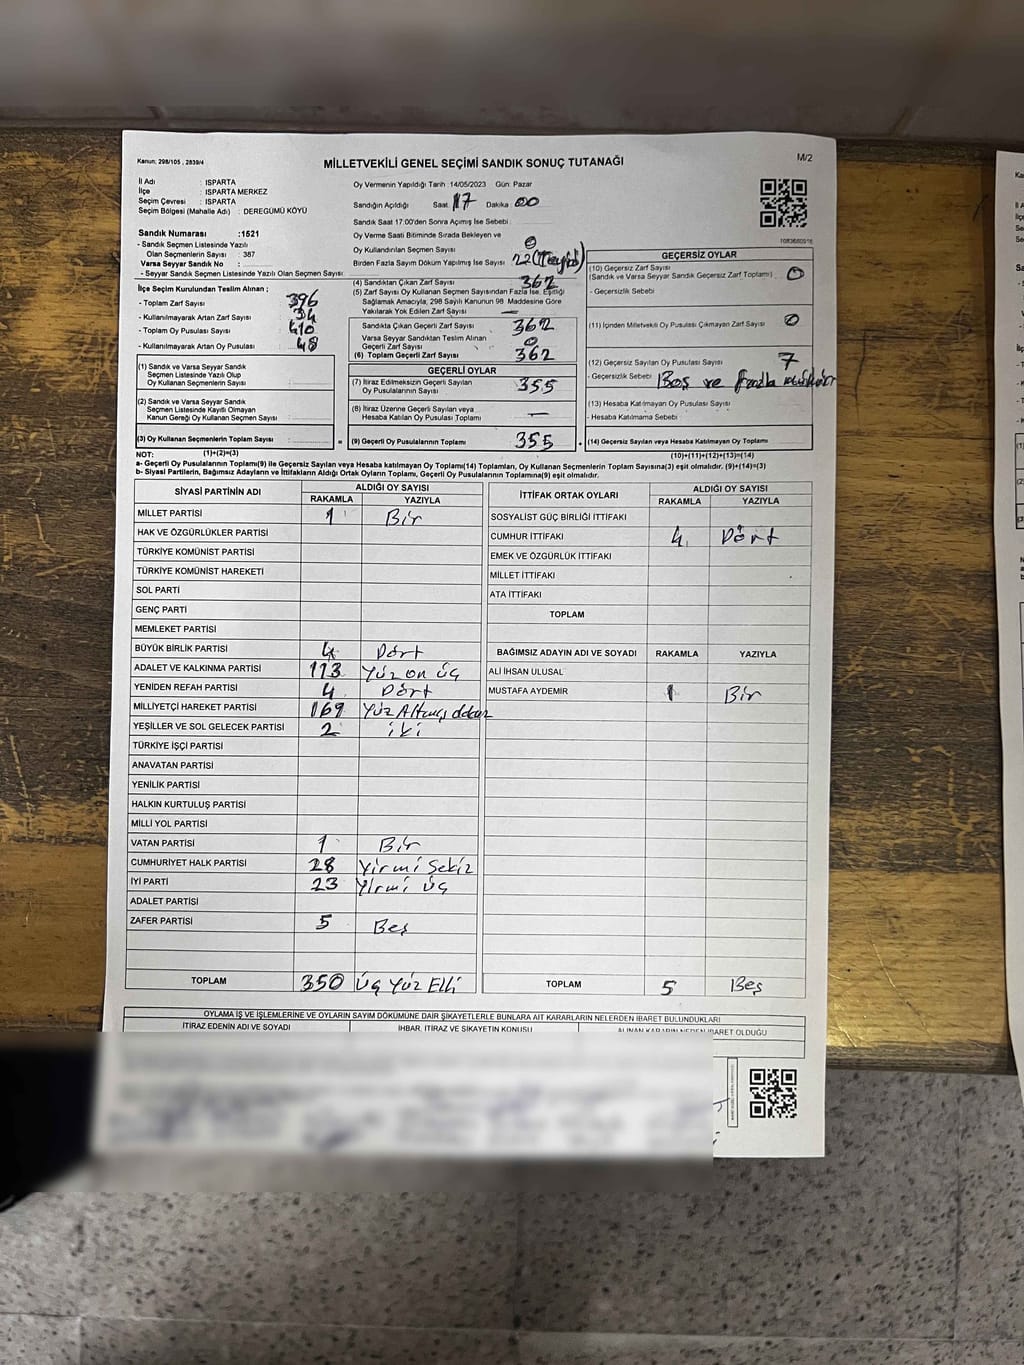 Kanun; 298/105 , 2839/4
MİLLETVEKİLİ GENEL SEÇİMİ SANDIK SONUÇ TUTANAĞI
M/2
İl Adı : ISPARTA
İlçe : ISPARTA MERKEZ
Seçim Çevresi : ISPARTA
Seçim Bölgesi (Mahalle Adı) : DEREGÜMÜ KÖYÜ
Sandık Numarası :1521
- Sandık Seçmen Listesinde Yazılı
Olan Seçmenlerin Sayısı : 387
Varsa Seyyar Sandık No :
- Seyyar Sandık Seçmen Listesinde Yazılı Olan Seçmen Sayısı:
İlçe Seçim Kurulundan Teslim Alınan ;
- Toplam Zarf Sayısı 396
- Kullanılmayarak Artan Zarf Sayısı 34
- Toplam Oy Pusulası Sayısı 410
- Kullanılmayarak Artan Oy Pusulası 48
(1) Sandık ve Varsa Seyyar Sandık
Seçmen Listesinde Yazılı Olup
Oy Kullanan Seçmenlerin Sayısı
(2) Sandık ve Varsa Seyyar Sandık
Seçmen Listesinde Kayıtlı Olmayan
Kanun Gereği Oy Kullanan Seçmen Sayısı :
(3) Oy Kullanan Seçmenlerin Toplam Sayısı :
Oy Vermenin Yapıldığı Tarih :14/05/2023 Gün: Pazar
Sandığın Açıldığı Saat 17 Dakika 00
Sandık Saat 17:00'den Sonra Açılmış İse Sebebi :
Oy Verme Saati Bitiminde Sırada Bekleyen ve
Oy Kullandırılan Seçmen Sayısı 0
Birden Fazla Sayım Döküm Yapılmış İse Sayısı
(4) Sandıktan Çıkan Zarf Sayısı 362
(5) Zarf Sayısı Oy Kullanan Seçmen Sayısından Fazla İse, Eşitliği
Sağlamak Amacıyla, 298 Sayılı Kanunun 98. Maddesine Göre
Yakılarak Yok Edilen Zarf Sayısı —
Sandıkta Çıkan Geçerli Zarf Sayısı 362
Varsa Seyyar Sandıktan Teslim Alınan
Geçerli Zarf Sayısı 0
(6) Toplam Geçerli Zarf Sayısı 362
GEÇERLİ OYLAR
(7) İtiraz Edilmeksizin Geçerli Sayılan
Oy Pusulalarının Sayısı 355
(8) İtiraz Üzerine Geçerli Sayılan veya
Hesaba Katılan Oy Pusulası Toplamı —
= (9) Geçerli Oy Pusulalarının Toplamı 355
1083680916
GEÇERSİZ OYLAR
(10) Geçersiz Zarf Sayısı
(Sandık ve Varsa Seyyar Sandık Geçersiz Zarf Toplamı) : 0
- Geçersizlik Sebebi :
(11) İçinden Milletvekili Oy Pusulası Çıkmayan Zarf Sayısı : 0
(12) Geçersiz Sayılan Oy Pusulası Sayısı : 7
- Geçersizlik Sebebi : Boş ve Fazla
(13) Hesaba Katılmayan Oy Pusulası Sayısı :
- Hesaba Katılmama Sebebi :
(14) Geçersiz Sayılan veya Hesaba Katılmayan Oy Toplamı
NOT: (1)+(2)=(3)
(10)+(11)+(12)+(13)=(14)
a- Geçerli Oy Pusulalarının Toplamı(9) ile Geçersiz Sayılan veya Hesaba katılmayan Oy Toplamı(14) Toplamları, Oy Kullanan Seçmenlerin Toplam Sayısına(3) eşit olmalıdır. (9)+(14)=(3)
b- Siyasi Partilerin, Bağımsız Adayların ve İttifakların Aldığı Ortak Oyların Toplamı, Geçerli Oy Pusulalarının Toplamına(9) eşit olmalıdır.
SİYASİ PARTİNİN ADI ALDIĞI OY SAYISI
RAKAMLA YAZIYLA
MİLLET PARTİSİ 1 Bir
HAK VE ÖZGÜRLÜKLER PARTİSİ
TÜRKİYE KOMÜNİST PARTİSİ
TÜRKİYE KOMÜNİST HAREKETİ
SOL PARTİ
GENÇ PARTİ
MEMLEKET PARTİSİ
BÜYÜK BİRLİK PARTİSİ 4 Dört
ADALET VE KALKINMA PARTİSİ 113 Yüz on üç
YENİDEN REFAH PARTİSİ 4 Dört
MİLLİYETÇİ HAREKET PARTİSİ 169
YEŞİLLER VE SOL GELECEK PARTİSİ 2 iki
TÜRKİYE İŞÇİ PARTİSİ
ANAVATAN PARTİSİ
YENİLİK PARTİSİ
HALKIN KURTULUŞ PARTİSİ
MİLLİ YOL PARTİSİ
VATAN PARTİSİ 1 Bir
CUMHURİYET HALK PARTİSİ 28 Yirmi Sekiz
İYİ PARTİ 23 Yirmi Üç
ADALET PARTİSİ
ZAFER PARTİSİ 5 Beş
TOPLAM 350 Üç Yüz Elli
İTTİFAK ORTAK OYLARI ALDIĞI OY SAYISI
RAKAMLA YAZIYLA
SOSYALİST GÜÇ BİRLİĞİ İTTİFAKI
CUMHUR İTTİFAKI 4 Dört
EMEK VE ÖZGÜRLÜK İTTİFAKI
MİLLET İTTİFAKI
ATA İTTİFAKI
TOPLAM
BAĞIMSIZ ADAYIN ADI VE SOYADI RAKAMLA YAZIYLA
ALİ İHSAN ULUSAL
MUSTAFA AYDEMİR 1 Bir
TOPLAM 5 Beş
OYLAMA İŞ VE İŞLEMLERİNE VE OYLARIN SAYIM DÖKÜMÜNE DAİR ŞİKAYETLERLE BUNLARA AİT KARARLARIN NELERDEN İBARET BULUNDUKLARI
İTİRAZ EDENİN ADI VE SOYADI İHBAR, İTİRAZ VE ŞİKAYETİN KONUSU ALINAN KARARIN NEDEN İBARET OLDUĞU